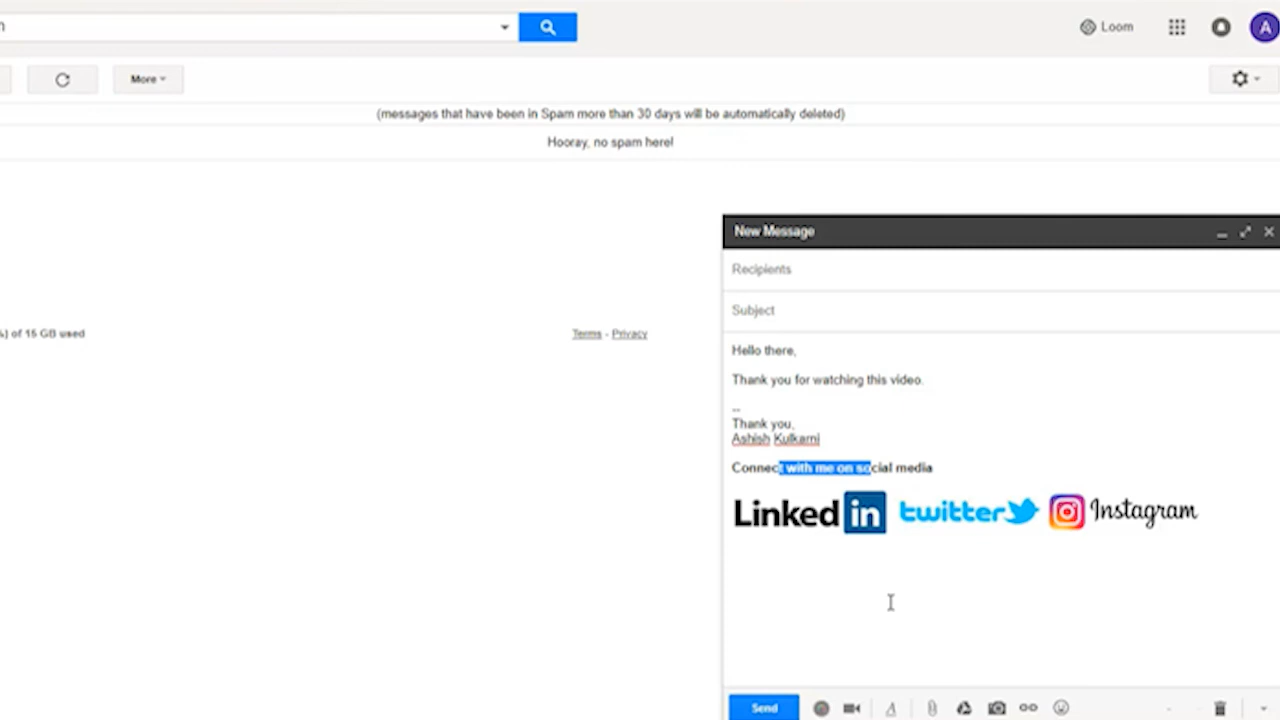 Loom
A
More
(messages that have been in Spam more than 30 days will be automatically deleted)
Hooray, no spam here!
of 15 GB used
Terms - Privacy
New Message
Recipients
Subject
Hello there,
Thank you for watching this video.
--
Thank you,
Ashish Kulkarni
Connect with me on social media
Linked in twitter Instagram
Send